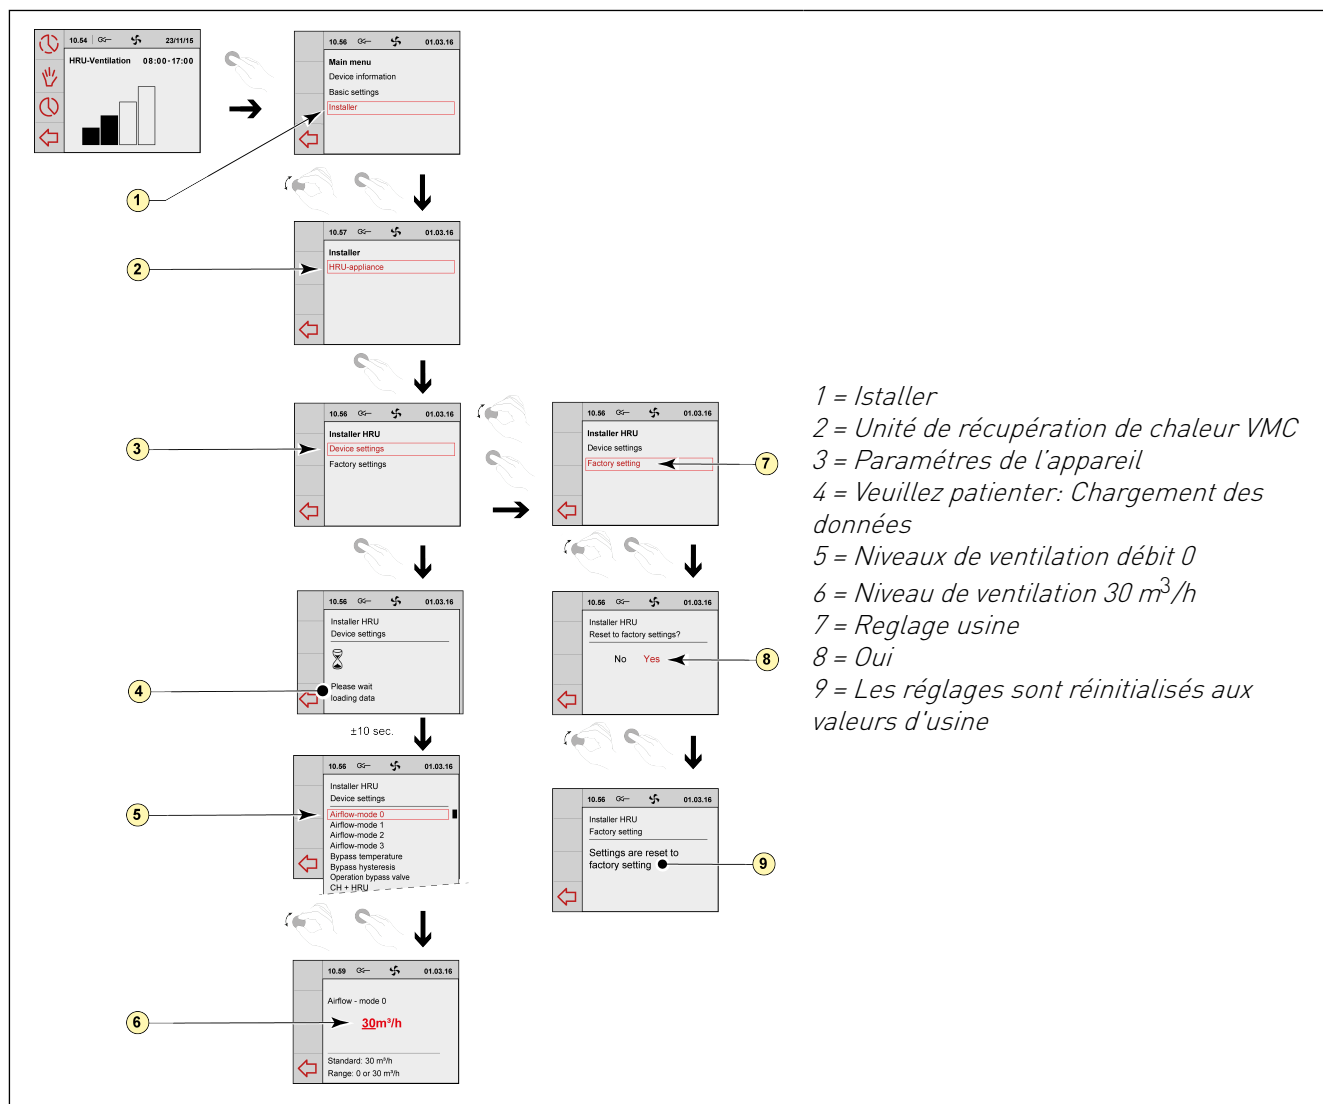 10.54 23/11/15
HRU-Ventilation 08:00-17:00
10.56 01.03.16
Main menu
Device information
Basic settings
Installer
1
10.57 01.03.16
Installer
HRU-appliance
2
10.56 01.03.16
Installer HRU
Device settings
Factory settings
3
10.56 01.03.16
Installer HRU
Device settings
Factory setting
7
10.56 01.03.16
Installer HRU
Device settings
Please wait
loading data
4
±10 sec.
10.56 01.03.16
Installer HRU
Reset to factory settings?
No Yes
8
10.56 01.03.16
Installer HRU
Device settings
Airflow-mode 0
Airflow-mode 1
Airflow-mode 2
Airflow-mode 3
Bypass temperature
Bypass hysteresis
Operation bypass valve
CH + HRU
5
10.56 01.03.16
Installer HRU
Factory setting
Settings are reset to
factory setting
9
10.59 01.03.16
Airflow - mode 0
30m³/h
Standard: 30 m³/h
Range: 0 or 30 m³/h
6
1 = Istaller
2 = Unité de récupération de chaleur VMC
3 = Paramétres de l'appareil
4 = Veuillez patienter: Chargement des
données
5 = Niveaux de ventilation débit 0
6 = Niveau de ventilation 30 m³/h
7 = Reglage usine
8 = Oui
9 = Les réglages sont réinitialisés aux
valeurs d'usine